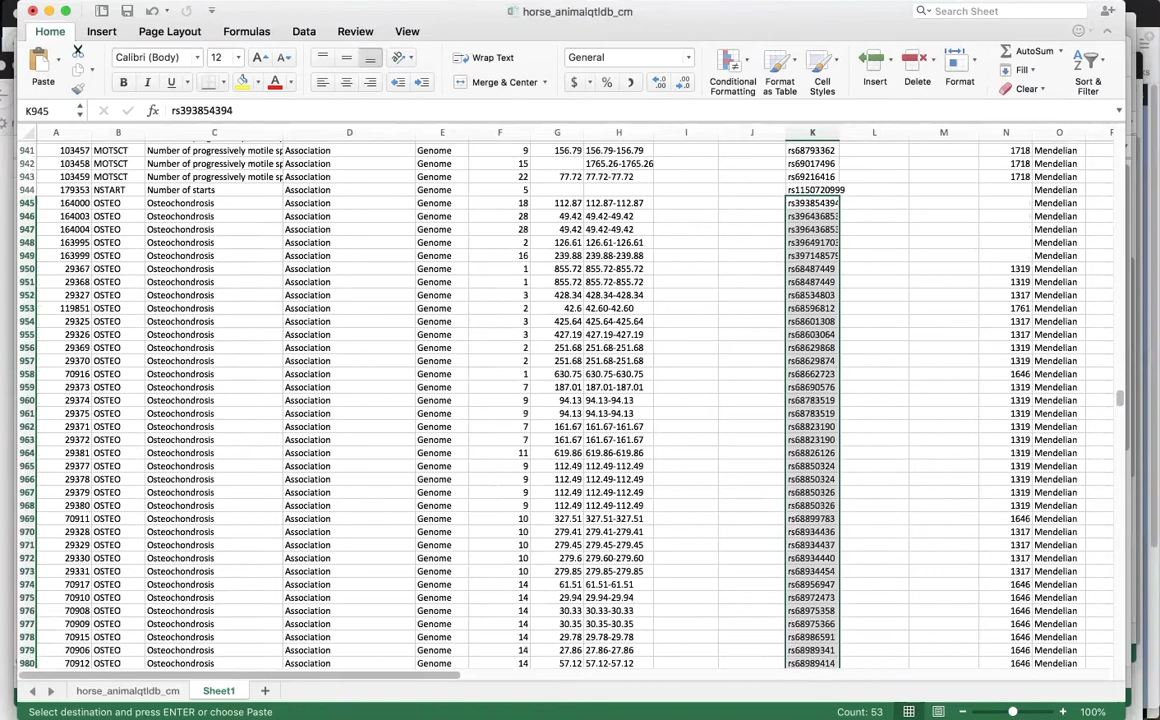 horse_animalqtldb_cm
Search Sheet
Home Insert Page Layout Formulas Data Review View
Paste
Calibri (Body) 12 A A
Wrap Text
General
Conditional Formatting
Format as Table
Cell Styles
Insert
Delete
Format
AutoSum
Fill
Clear
Sort & Filter
B I U
Merge & Center
$ % )
K945 fx rs393854394
A B C D E F G H I J K L M N O P
941 103457 MOTSCT Number of progressively motile sp Association Genome 9 156.79 156.79-156.79 rs68793362 1718 Mendelian
942 103458 MOTSCT Number of progressively motile sp Association Genome 15 1765.26-1765.26 rs69017496 1718 Mendelian
943 103459 MOTSCT Number of progressively motile sp Association Genome 22 77.72 77.72-77.72 rs69216416 1718 Mendelian
944 179353 NSTART Number of starts Association Genome 5 rs1150720999 Mendelian
945 164000 OSTEO Osteochondrosis Association Genome 18 112.87 112.87-112.87 rs393854394 Mendelian
946 164003 OSTEO Osteochondrosis Association Genome 28 49.42 49.42-49.42 rs39643685 Mendelian
947 164004 OSTEO Osteochondrosis Association Genome 28 49.42 49.42-49.42 rs39643685 Mendelian
948 163995 OSTEO Osteochondrosis Association Genome 2 126.61 126.61-126.61 rs39649170 Mendelian
949 163999 OSTEO Osteochondrosis Association Genome 16 239.88 239.88-239.88 rs39714857 Mendelian
950 29367 OSTEO Osteochondrosis Association Genome 1 855.72 855.72-855.72 rs68487449 1319 Mendelian
951 29368 OSTEO Osteochondrosis Association Genome 1 855.72 855.72-855.72 rs68487449 1319 Mendelian
952 29327 OSTEO Osteochondrosis Association Genome 3 428.34 428.34-428.34 rs68534803 1317 Mendelian
953 119851 OSTEO Osteochondrosis Association Genome 2 42.6 42.60-42.60 rs68596812 1761 Mendelian
954 29325 OSTEO Osteochondrosis Association Genome 3 425.64 425.64-425.64 rs68601308 1317 Mendelian
955 29326 OSTEO Osteochondrosis Association Genome 3 427.19 427.19-427.19 rs68603064 1317 Mendelian
956 29369 OSTEO Osteochondrosis Association Genome 2 251.68 251.68-251.68 rs68629868 1319 Mendelian
957 29370 OSTEO Osteochondrosis Association Genome 2 251.68 251.68-251.68 rs68629874 1319 Mendelian
958 70916 OSTEO Osteochondrosis Association Genome 1 630.75 630.75-630.75 rs68662723 1646 Mendelian
959 29373 OSTEO Osteochondrosis Association Genome 7 187.01 187.01-187.01 rs68690576 1319 Mendelian
960 29374 OSTEO Osteochondrosis Association Genome 9 94.13 94.13-94.13 rs68783519 1319 Mendelian
961 29375 OSTEO Osteochondrosis Association Genome 9 94.13 94.13-94.13 rs68783519 1319 Mendelian
962 29371 OSTEO Osteochondrosis Association Genome 7 161.67 161.67-161.67 rs68823190 1319 Mendelian
963 29372 OSTEO Osteochondrosis Association Genome 7 161.67 161.67-161.67 rs68823190 1319 Mendelian
964 29381 OSTEO Osteochondrosis Association Genome 11 619.86 619.86-619.86 rs68826126 1319 Mendelian
965 29377 OSTEO Osteochondrosis Association Genome 9 112.49 112.49-112.49 rs68850324 1319 Mendelian
966 29378 OSTEO Osteochondrosis Association Genome 9 112.49 112.49-112.49 rs68850324 1319 Mendelian
967 29379 OSTEO Osteochondrosis Association Genome 9 112.49 112.49-112.49 rs68850326 1319 Mendelian
968 29380 OSTEO Osteochondrosis Association Genome 9 112.49 112.49-112.49 rs68850326 1319 Mendelian
969 70911 OSTEO Osteochondrosis Association Genome 10 327.51 327.51-327.51 rs68899783 1646 Mendelian
970 29328 OSTEO Osteochondrosis Association Genome 10 279.41 279.41-279.41 rs68934436 1317 Mendelian
971 29329 OSTEO Osteochondrosis Association Genome 10 279.45 279.45-279.45 rs68934437 1317 Mendelian
972 29330 OSTEO Osteochondrosis Association Genome 10 279.6 279.60-279.60 rs68934440 1317 Mendelian
973 29331 OSTEO Osteochondrosis Association Genome 10 279.85 279.85-279.85 rs68934454 1317 Mendelian
974 70917 OSTEO Osteochondrosis Association Genome 14 61.51 61.51-61.51 rs68956947 1646 Mendelian
975 70910 OSTEO Osteochondrosis Association Genome 14 29.94 29.94-29.94 rs68972473 1646 Mendelian
976 70908 OSTEO Osteochondrosis Association Genome 14 30.33 30.33-30.33 rs68975358 1646 Mendelian
977 70909 OSTEO Osteochondrosis Association Genome 14 30.35 30.35-30.35 rs68975366 1646 Mendelian
978 70915 OSTEO Osteochondrosis Association Genome 14 29.78 29.78-29.78 rs68986591 1646 Mendelian
979 70906 OSTEO Osteochondrosis Association Genome 14 27.86 27.86-27.86 rs68989341 1646 Mendelian
980 70912 OSTEO Osteochondrosis Association Genome 14 57.12 57.12-57.12 rs68989414 1646 Mendelian
horse_animalqtldb_cm Sheet1 +
Select destination and press ENTER or choose Paste Count: 53 100%